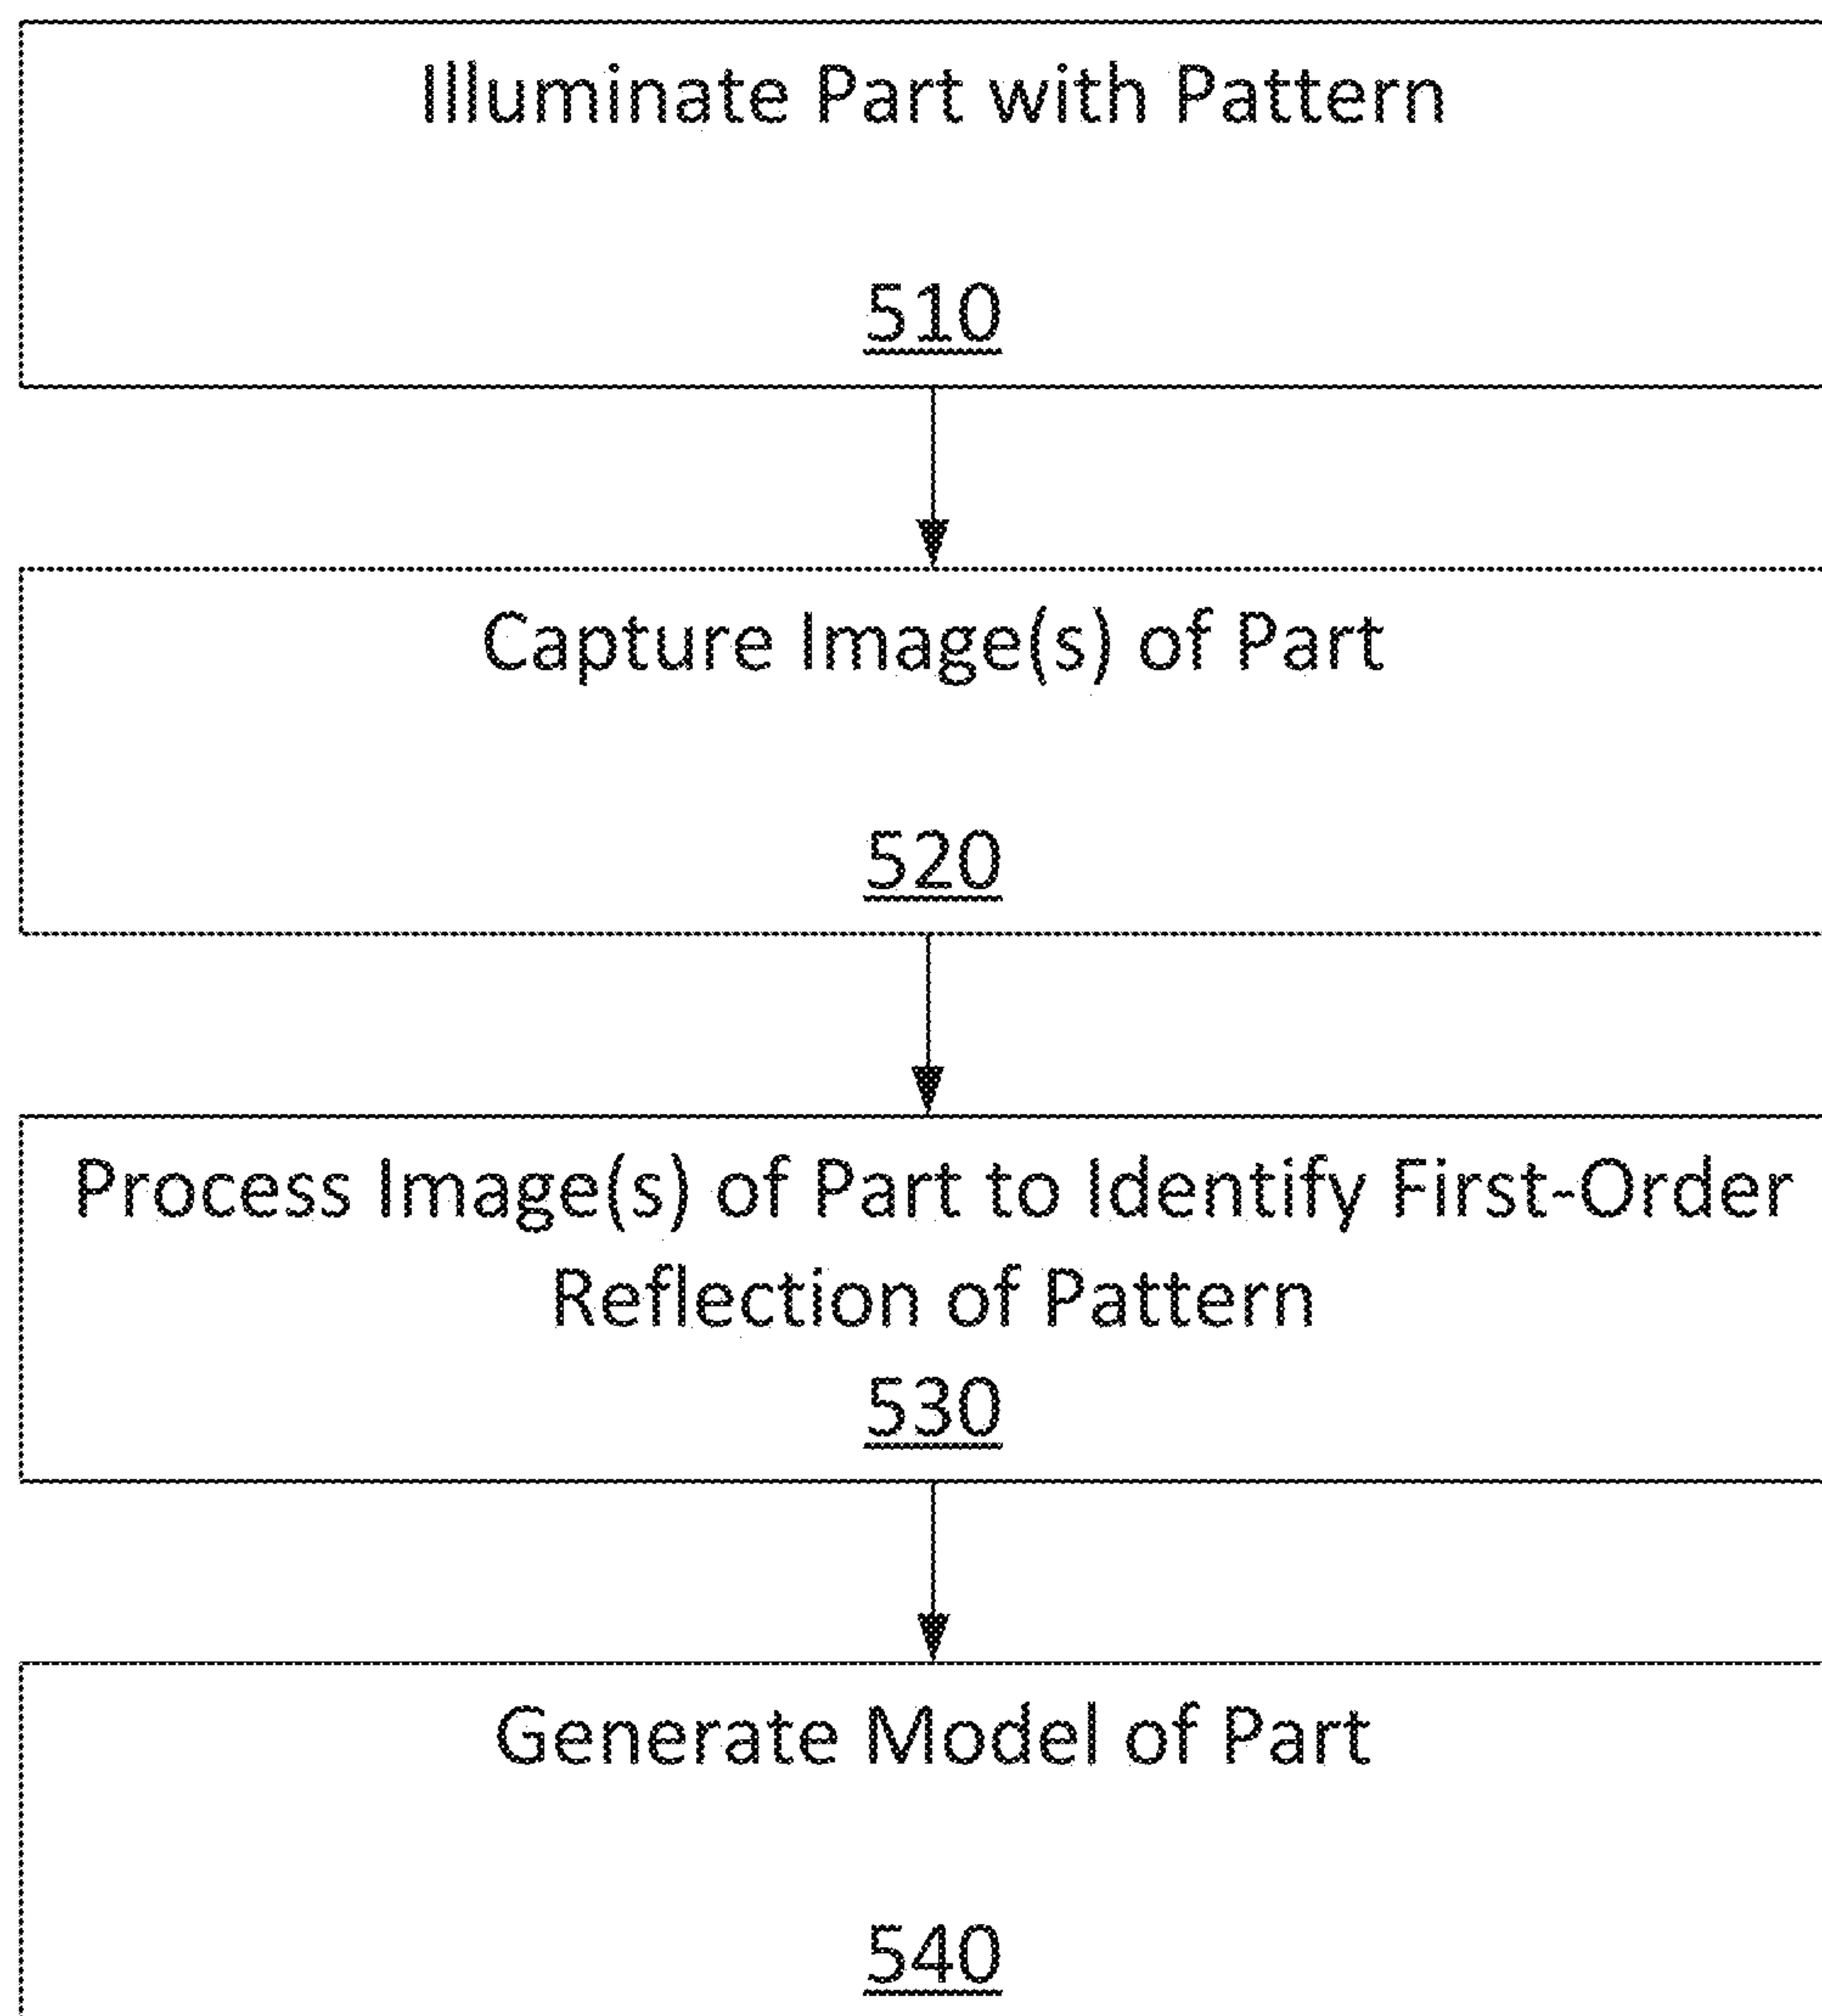 Illuminate Part with Pattern
510
Capture Image(s) of Part
520
Process Image(s) of Part to Identify First-Order
Reflection of Pattern
530
Generate Model of Part
540